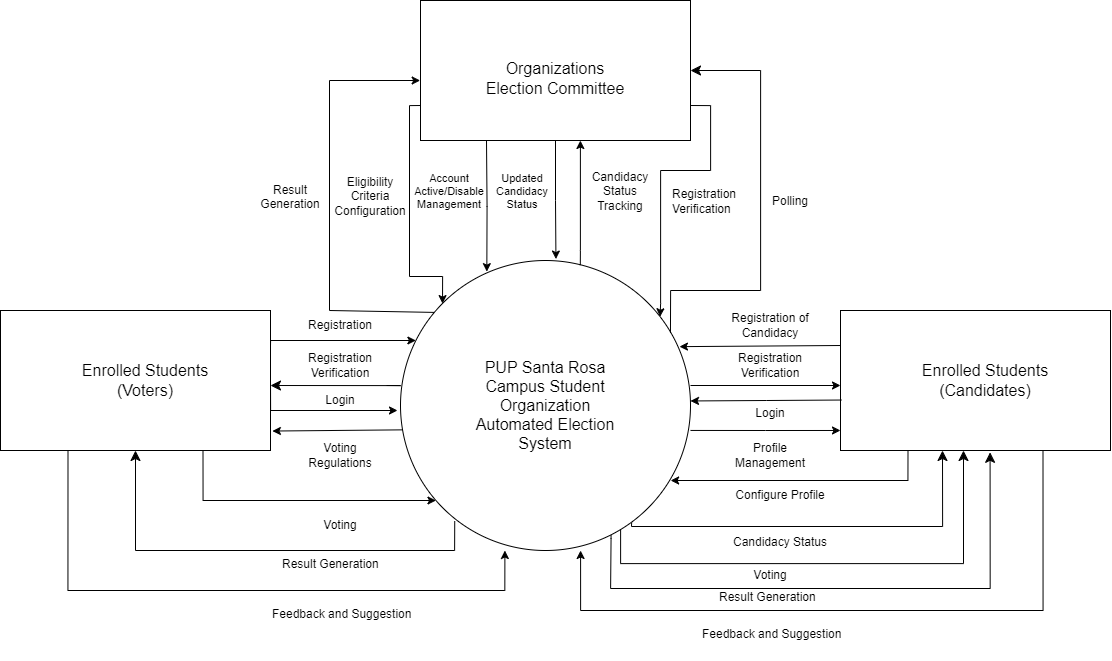 Organizations
Election Committee
Result
Generation
Eligibility
Criteria
Configuration
Account
Active/Disable
Management
Updated
Candidacy
Status
Candidacy
Status
Tracking
Registration
Verification
Polling
Enrolled Students
(Voters)
Registration
Registration
Verification
Login
Voting
Regulations
Voting
Result Generation
Feedback and Suggestion
PUP Santa Rosa
Campus Student
Organization
Automated Election
System
Registration of
Candidacy
Registration
Verification
Login
Profile
Management
Configure Profile
Candidacy Status
Voting
Result Generation
Feedback and Suggestion
Enrolled Students
(Candidates)